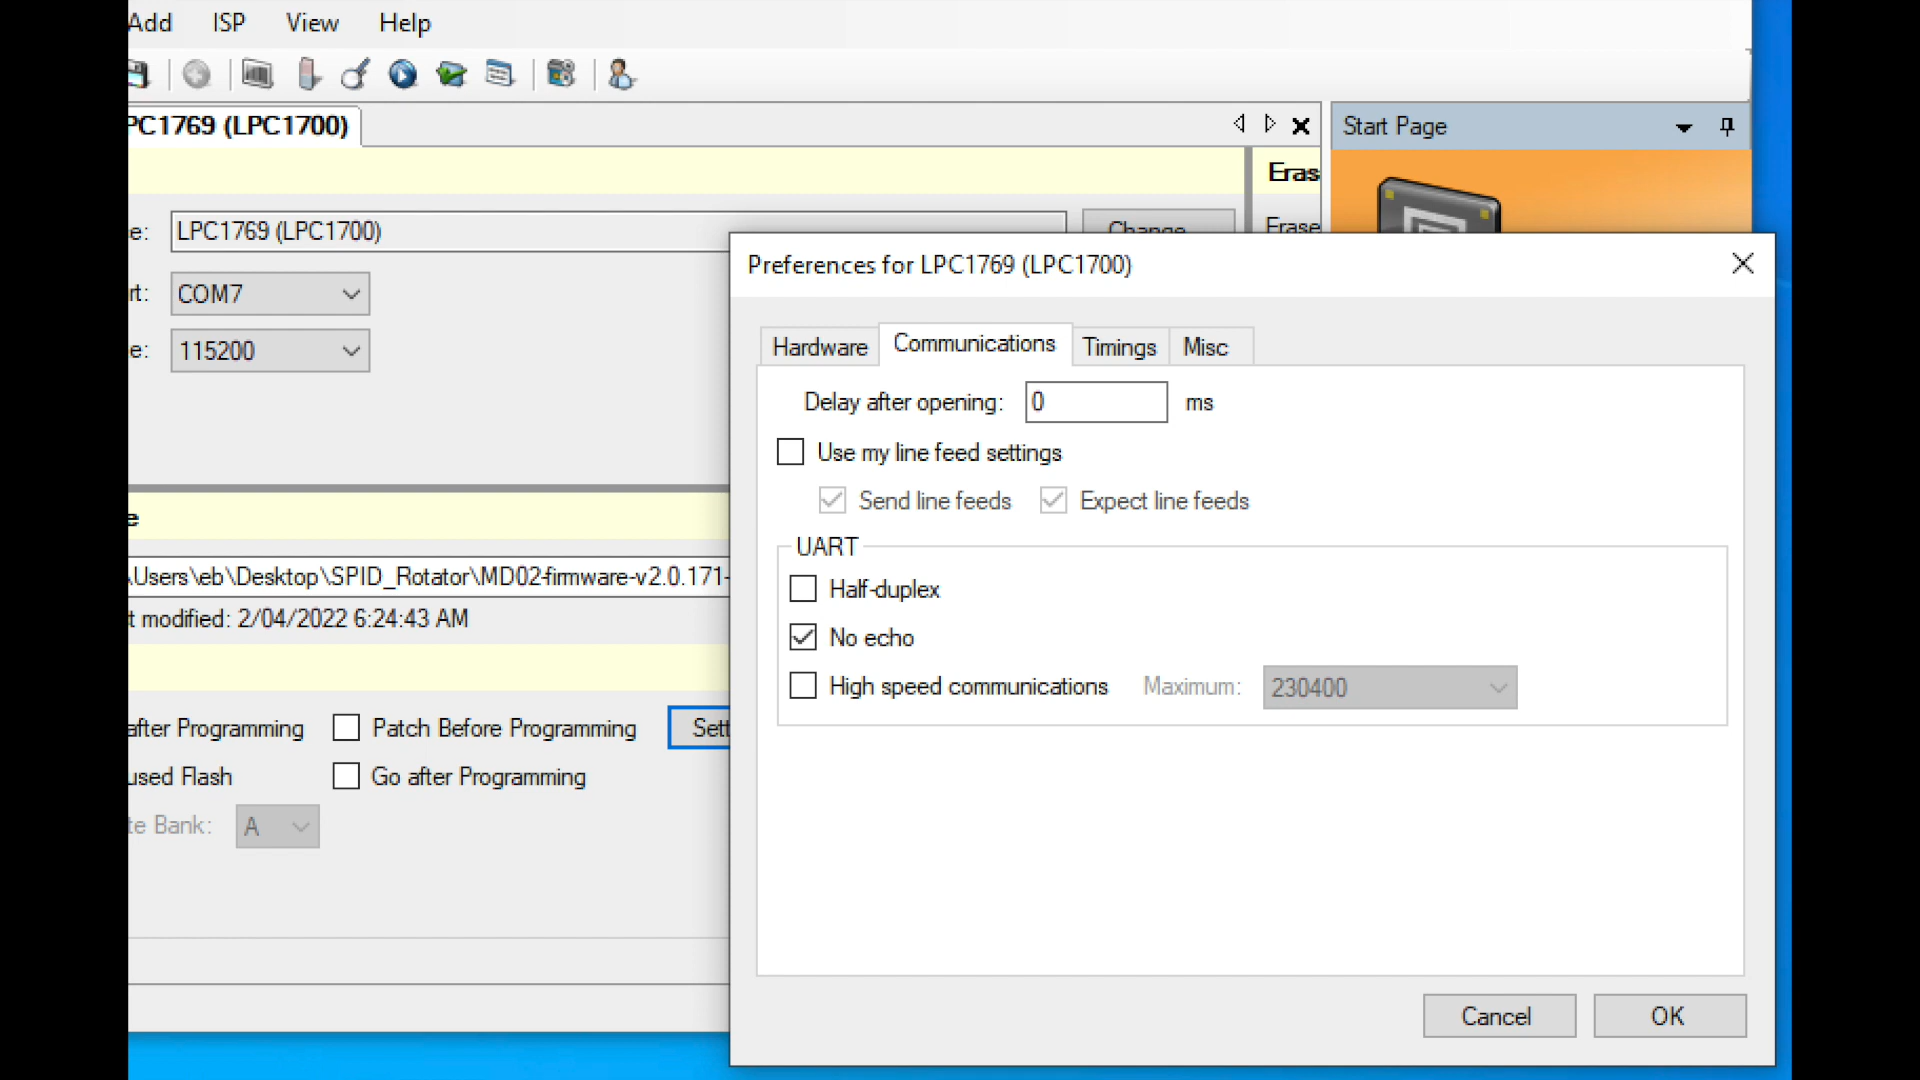 Add ISP View Help
PC1769 (LPC1700)
Start Page
Eras
e: LPC1769 (LPC1700)
Change
Erase
rt: COM7
e: 115200
Preferences for LPC1769 (LPC1700)
Hardware Communications Timings Misc
Delay after opening: 0 ms
Use my line feed settings
Send line feeds Expect line feeds
UART
Half-duplex
No echo
High speed communications Maximum: 230400
Cancel OK
e
\Users\eb\Desktop\SPID_Rotator\MD02-firmware-v2.0.171-
t modified: 2/04/2022 6:24:43 AM
after Programming Patch Before Programming Sett
used Flash Go after Programming
te Bank: A